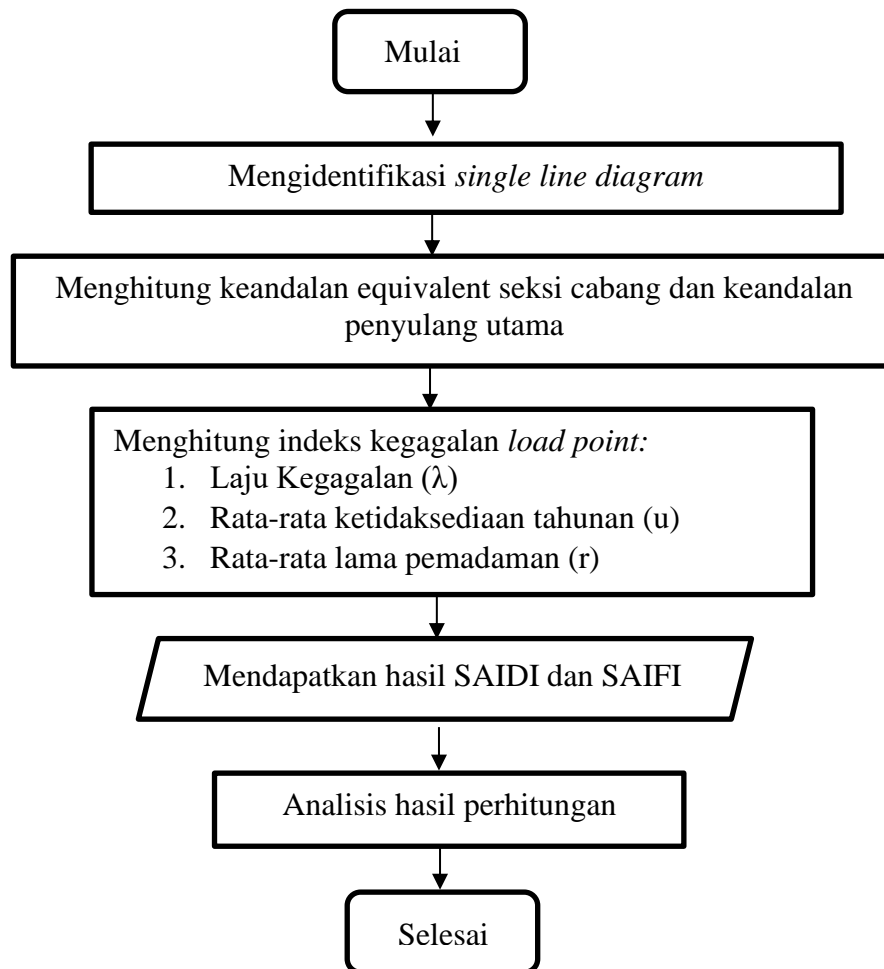 Mulai
Mengidentifikasi single line diagram
Menghitung keandalan equivalent seksi cabang dan keandalan
penyulang utama
Menghitung indeks kegagalan load point:
1. Laju Kegagalan (λ)
2. Rata-rata ketidaksediaan tahunan (u)
3. Rata-rata lama pemadaman (r)
Mendapatkan hasil SAIDI dan SAIFI
Analisis hasil perhitungan
Selesai